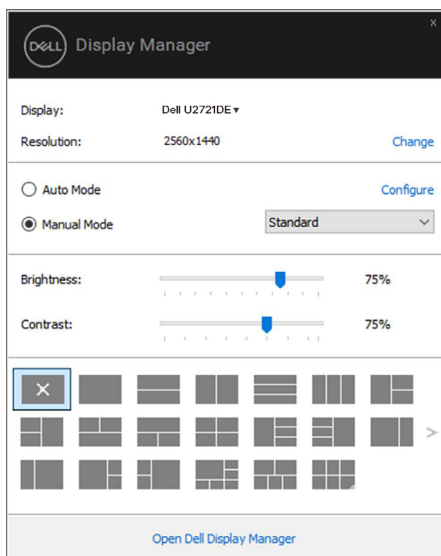 x
DELL Display Manager
Display: Dell U2721DE
Resolution: 2560x1440 Change
Auto Mode Configure
Manual Mode Standard
Brightness: 75%
Contrast: 75%
Open Dell Display Manager